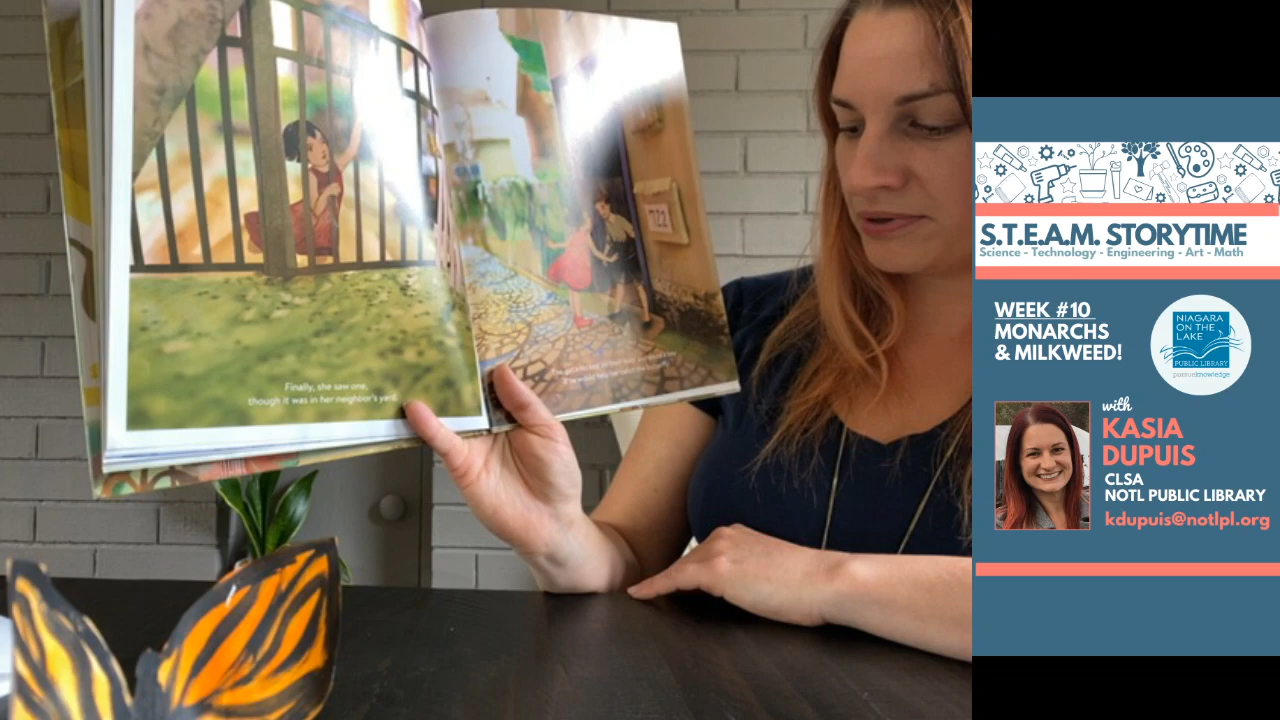 Finally, she saw one,
though it was in her neighbor's yard.
722
S.T.E.A.M. STORYTIME
Science - Technology - Engineering - Art - Math
WEEK #10
MONARCHS
& MILKWEED!
NIAGARA
ON THE
LAKE
PUBLIC LIBRARY
pursueknowledge
with
KASIA
DUPUIS
CLSA
NOTL PUBLIC LIBRARY
kdupuis@notlpl.org